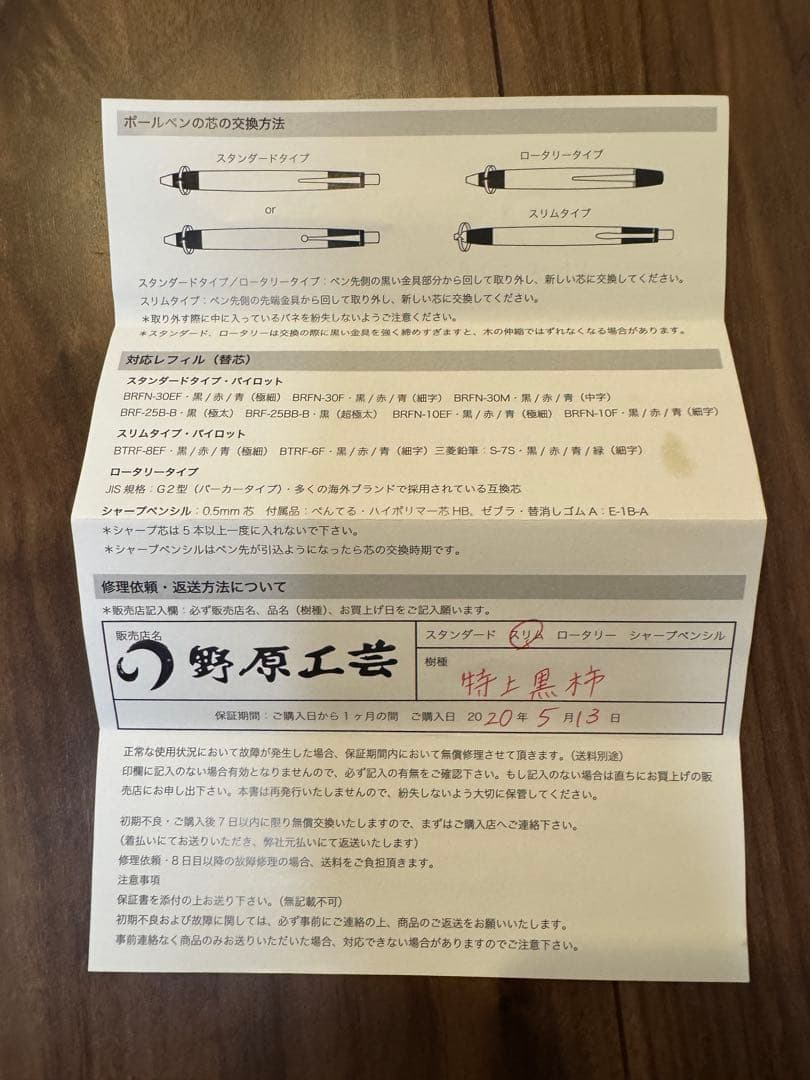 ボールペンの芯の交換方法
スタンダードタイプ
ロータリータイプ
or
スリムタイプ
スタンダードタイプ／ロータリータイプ：ペン先側の黒い金具部分から回して取り外し、新しい芯に交換してください。
スリムタイプ：ペン先側の先端金具から回して取り外し、新しい芯に交換してください。
＊取り外す際に中に入っているバネを紛失しないようご注意ください。
＊スタンダード、ロータリーは交換の際に黒い金具を強く締めすぎますと、木の伸縮ではずれなくなる場合があります。
対応レフィル（替芯）
スタンダードタイプ・パイロット
BRFN-30EF・黒/赤/青（極細） BRFN-30F・黒/赤/青（細字） BRFN-30M・黒/赤/青（中字）
BRF-25B-B・黒（極太） BRF-25BB-B・黒（超極太） BRFN-10EF・黒/赤/青（極細） BRFN-10F・黒/赤/青（細字）
スリムタイプ・パイロット
BTRF-8EF・黒/赤/青（極細） BTRF-6F・黒/赤/青（細字）三菱鉛筆：S-7S・黒/赤/青/緑（細字）
ロータリータイプ
JIS規格：G2型（パーカータイプ）・多くの海外ブランドで採用されている互換芯
シャープペンシル：0.5mm芯 付属品：ぺんてる・ハイポリマー芯HB、ゼブラ・替消しゴムA：E-1B-A
＊シャープ芯は5本以上一度に入れないで下さい。
＊シャープペンシルはペン先が引込ようになったら芯の交換時期です。
修理依頼・返送方法について
＊販売店記入欄：必ず販売店名、品名（樹種）、お買上げ日をご記入願います。
販売店名
野原工芸
スタンダード スリム ロータリー シャープペンシル
樹種
特上黒柿
保証期間：ご購入日から1ヶ月の間 ご購入日 2020年5月13日
正常な使用状況において故障が発生した場合、保証期間内において無償修理させて頂きます。（送料別途）
印欄に記入のない場合有効となりませんので、必ず記入の有無をご確認下さい。もし記入のない場合は直ちにお買上げの販
売店にお申し出下さい。本書は再発行いたしませんので、紛失しないよう大切に保管してください。
初期不良・ご購入後7日以内に限り無償交換いたしますので、まずはご購入店へご連絡下さい。
（着払いにてお送りいただき、弊社元払いにて返送いたします）
修理依頼・8日目以降の故障修理の場合、送料をご負担頂きます。
注意事項
保証書を添付の上お送り下さい。（無記載不可）
初期不良および故障に関しては、必ず事前にご連絡の上、商品のご返送をお願いいたします。
事前連絡なく商品のみお送りいただいた場合、対応できない場合がありますのでご注意下さい。